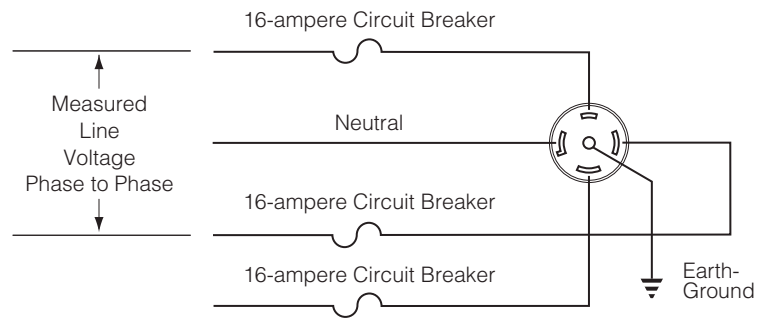 16-ampere Circuit Breaker
Measured
Line
Voltage
Phase to Phase
Neutral
16-ampere Circuit Breaker
16-ampere Circuit Breaker
Earth-
Ground